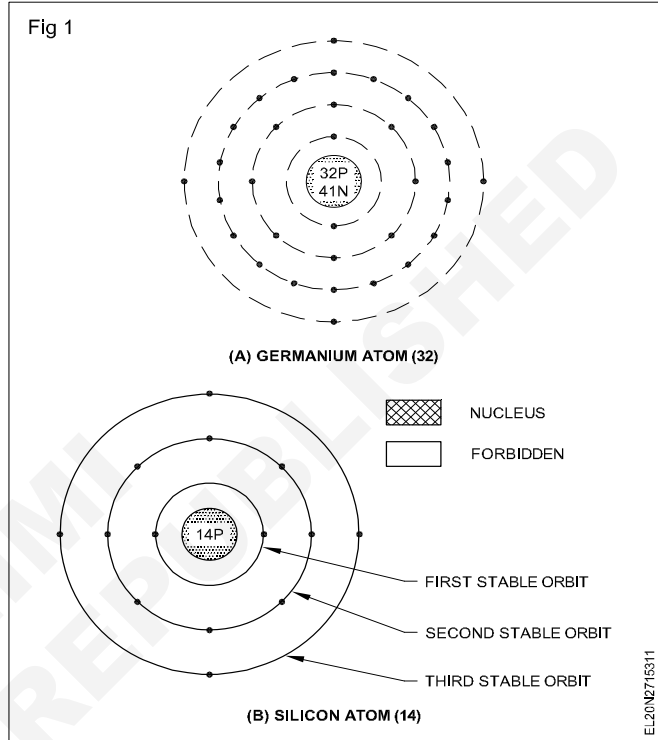 Fig 1
32P
41N
(A) GERMANIUM ATOM (32)
NUCLEUS
FORBIDDEN
14P
FIRST STABLE ORBIT
SECOND STABLE ORBIT
THIRD STABLE ORBIT
(B) SILICON ATOM (14)
EL20N2715311
REPUBLISHED